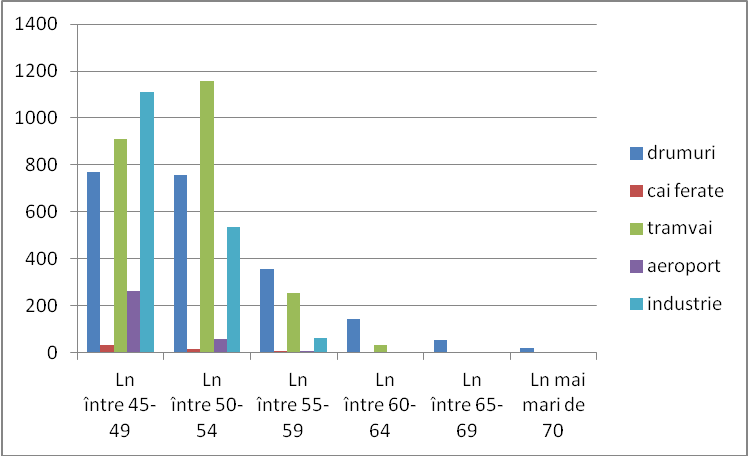 1400
1200
1000
800
600
400
200
0
Ln
între 45-
49
Ln
între 50-
54
Ln
între 55-
59
Ln
între 60-
64
Ln
între 65-
69
Ln mai
mari de
70
drumuri
cai ferate
tramvai
aeroport
industrie